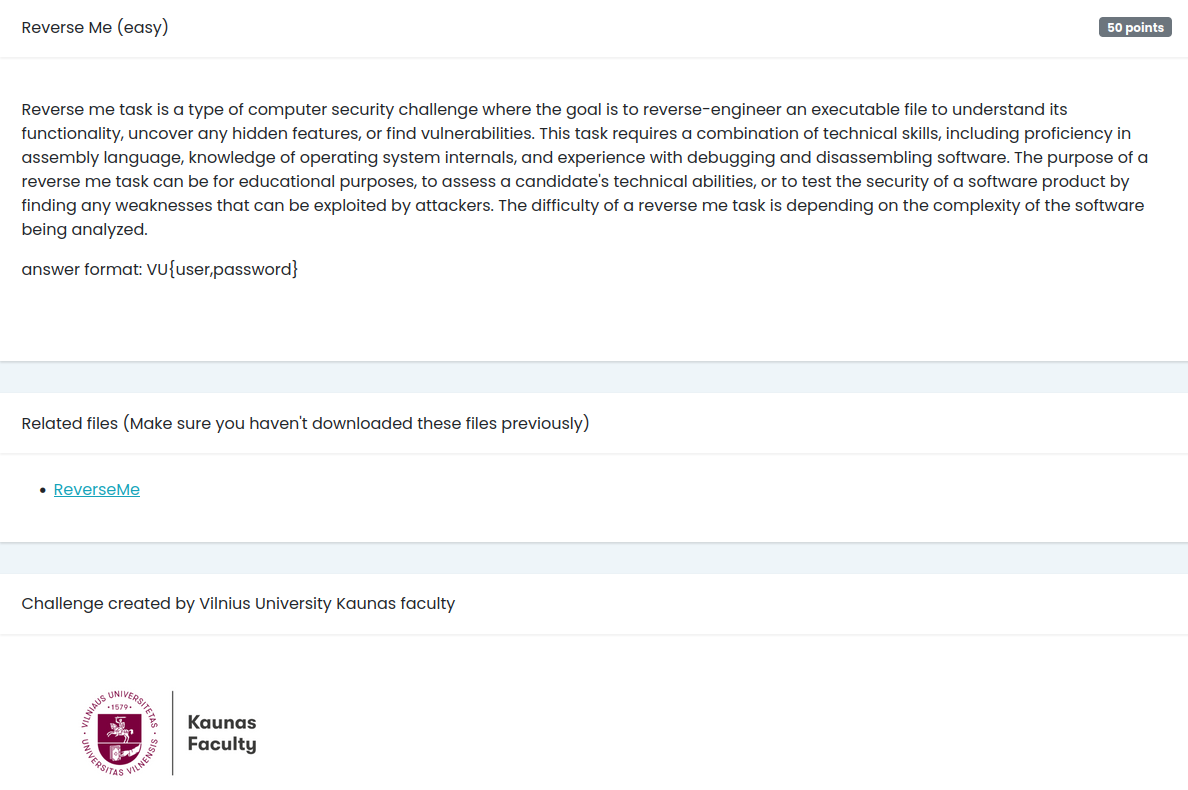 Reverse Me (easy)
50 points
Reverse me task is a type of computer security challenge where the goal is to reverse-engineer an executable file to understand its
functionality, uncover any hidden features, or find vulnerabilities. This task requires a combination of technical skills, including proficiency in
assembly language, knowledge of operating system internals, and experience with debugging and disassembling software. The purpose of a
reverse me task can be for educational purposes, to assess a candidate's technical abilities, or to test the security of a software product by
finding any weaknesses that can be exploited by attackers. The difficulty of a reverse me task is depending on the complexity of the software
being analyzed.
answer format: VU{user,password}
Related files (Make sure you haven't downloaded these files previously)
• ReverseMe
Challenge created by Vilnius University Kaunas faculty
VILNIAUS UNIVERSITETAS
·1579·
UNIVERSITAS VILNENSIS
Kaunas
Faculty